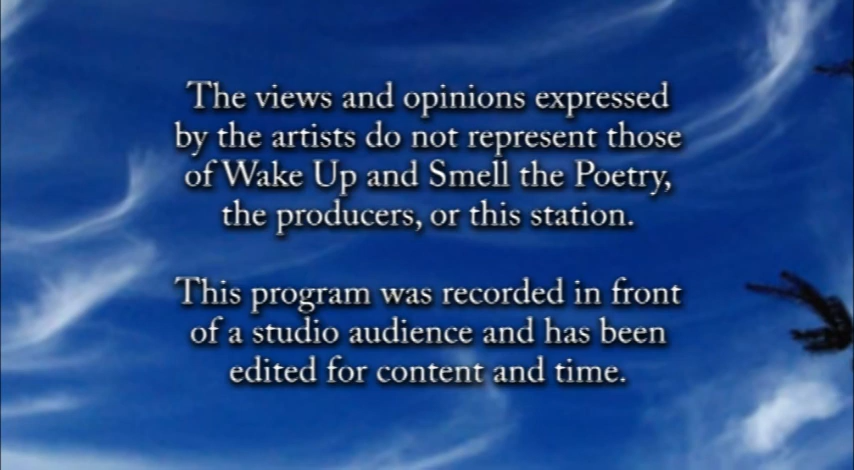 The views and opinions expressed
by the artists do not represent those
of Wake Up and Smell the Poetry,
the producers, or this station.
This program was recorded in front
of a studio audience and has been
edited for content and time.